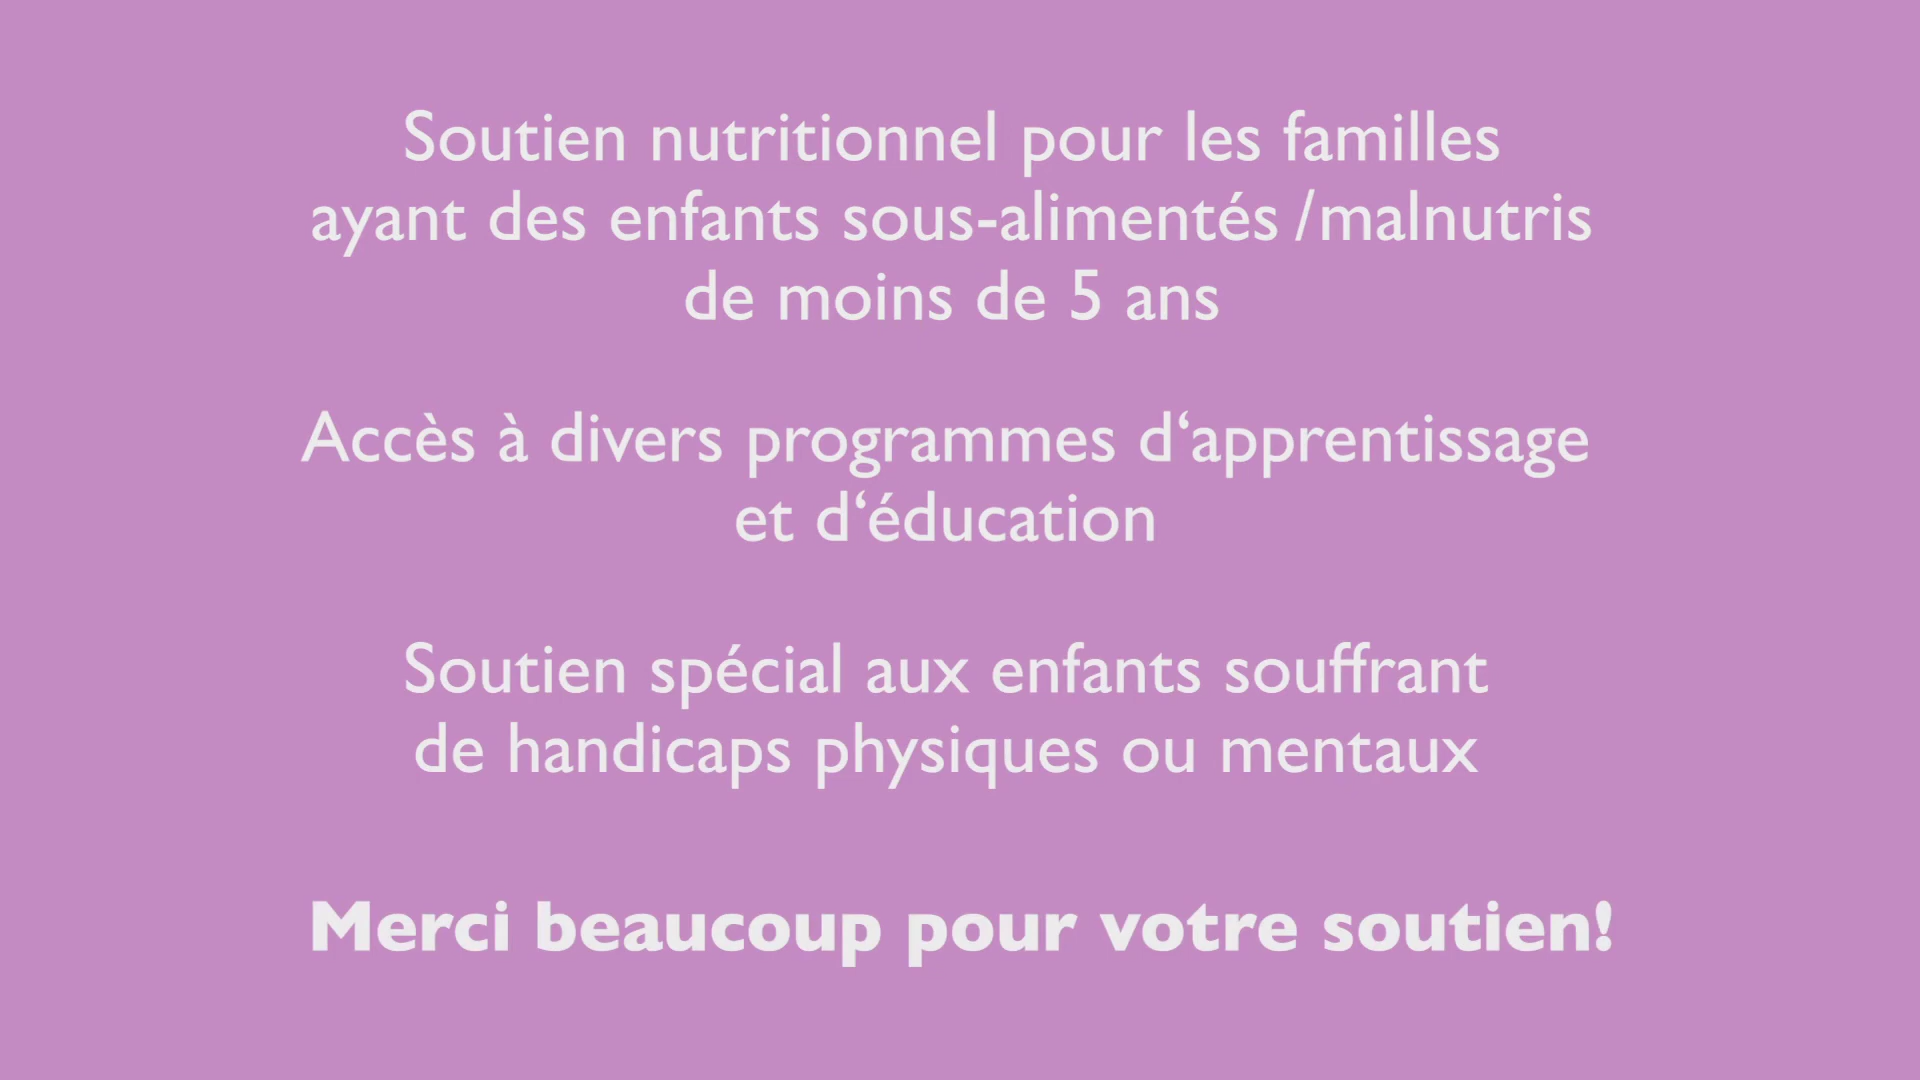 Soutien nutritionnel pour les familles
ayant des enfants sous-alimentés /malnutris
de moins de 5 ans
Accès à divers programmes d‘apprentissage
et d‘éducation
Soutien spécial aux enfants souffrant
de handicaps physiques ou mentaux
Merci beaucoup pour votre soutien!